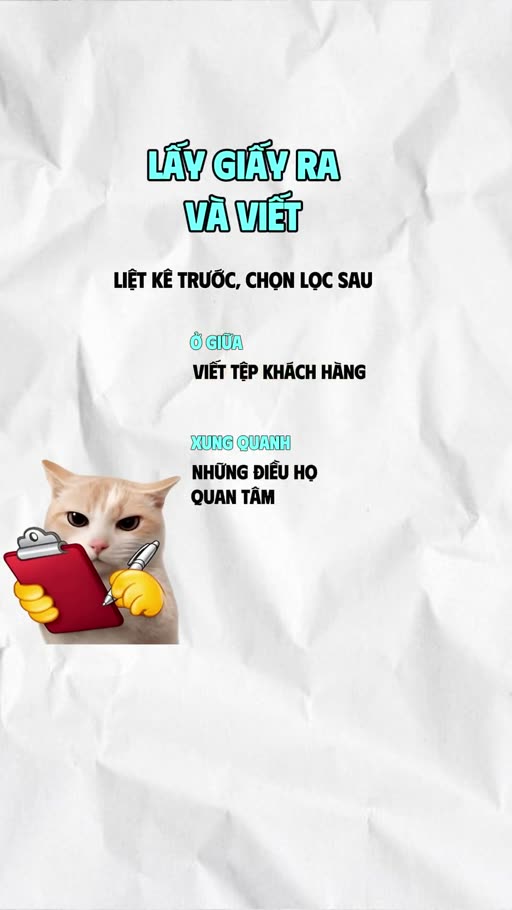 LẤY GIẤY RA
VÀ VIẾT
LIỆT KÊ TRƯỚC, CHỌN LỌC SAU
Ở GIỮA
VIẾT TỆP KHÁCH HÀNG
XUNG QUANH
NHỮNG ĐIỀU HỌ
QUAN TÂM